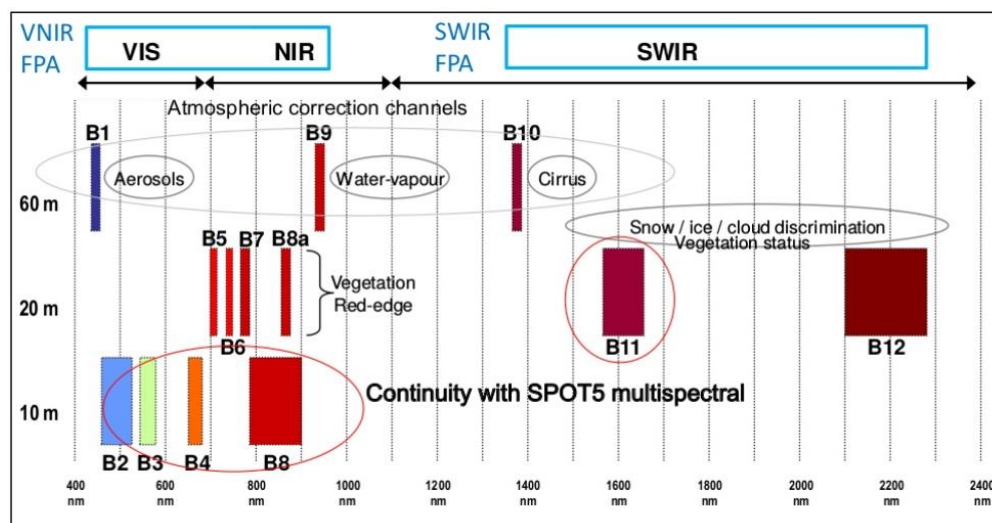 VNIR
FPA
VIS
NIR
SWIR
FPA
SWIR
Atmospheric correction channels
B1
B9
B10
Aerosols
Water-vapour
Cirrus
60 m
Snow / ice / cloud discrimination
Vegetation status
B5
B7
B8a
Vegetation
Red-edge
20 m
B6
B11
B12
Continuity with SPOT5 multispectral
10 m
B2
B3
B4
B8
400 nm
600 nm
800 nm
1000 nm
1200 nm
1400 nm
1600 nm
1800 nm
2000 nm
2200 nm
2400 nm